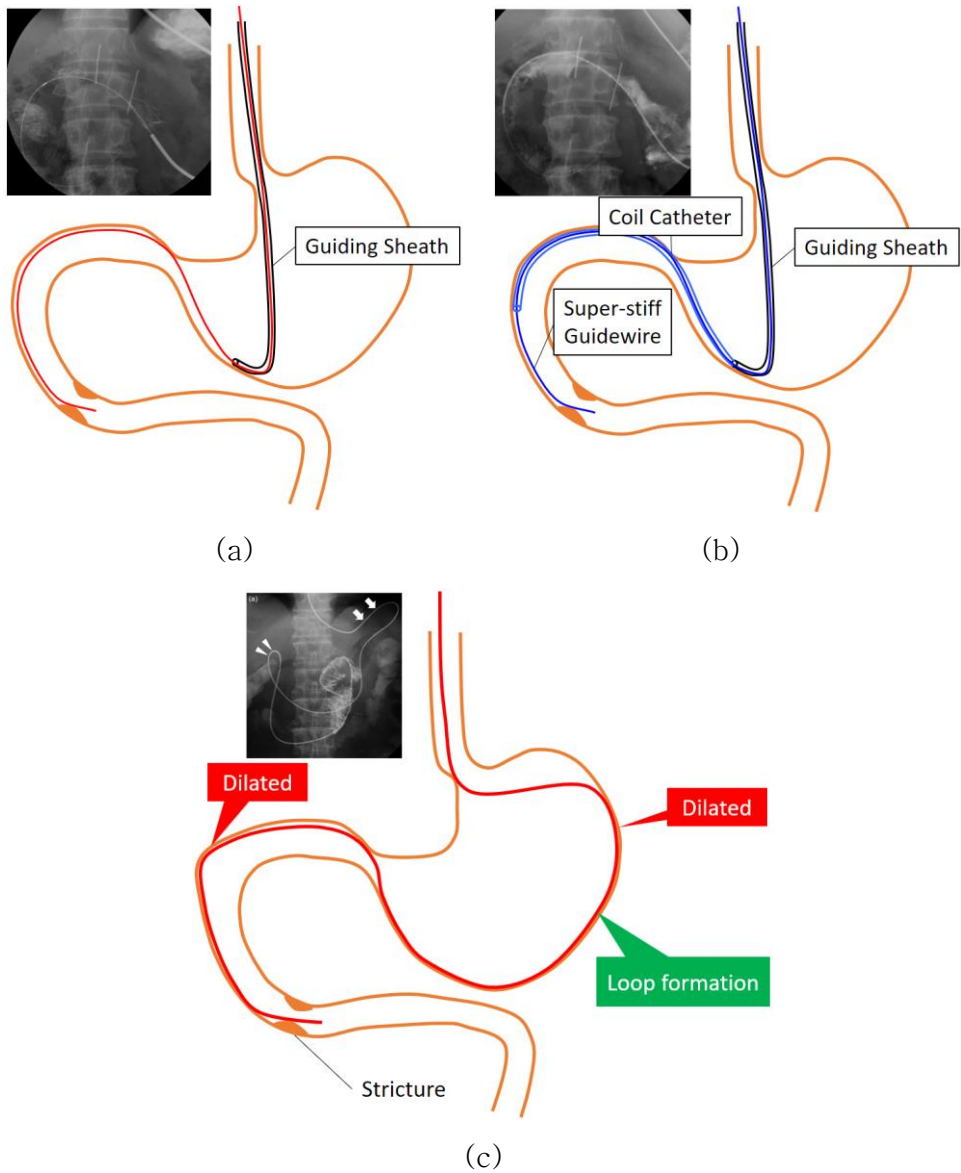 Guiding Sheath
Coil Catheter
Guiding Sheath
Super-stiff
Guidewire
(a)
(b)
(a)
Dilated
Dilated
Loop formation
Stricture
(c)